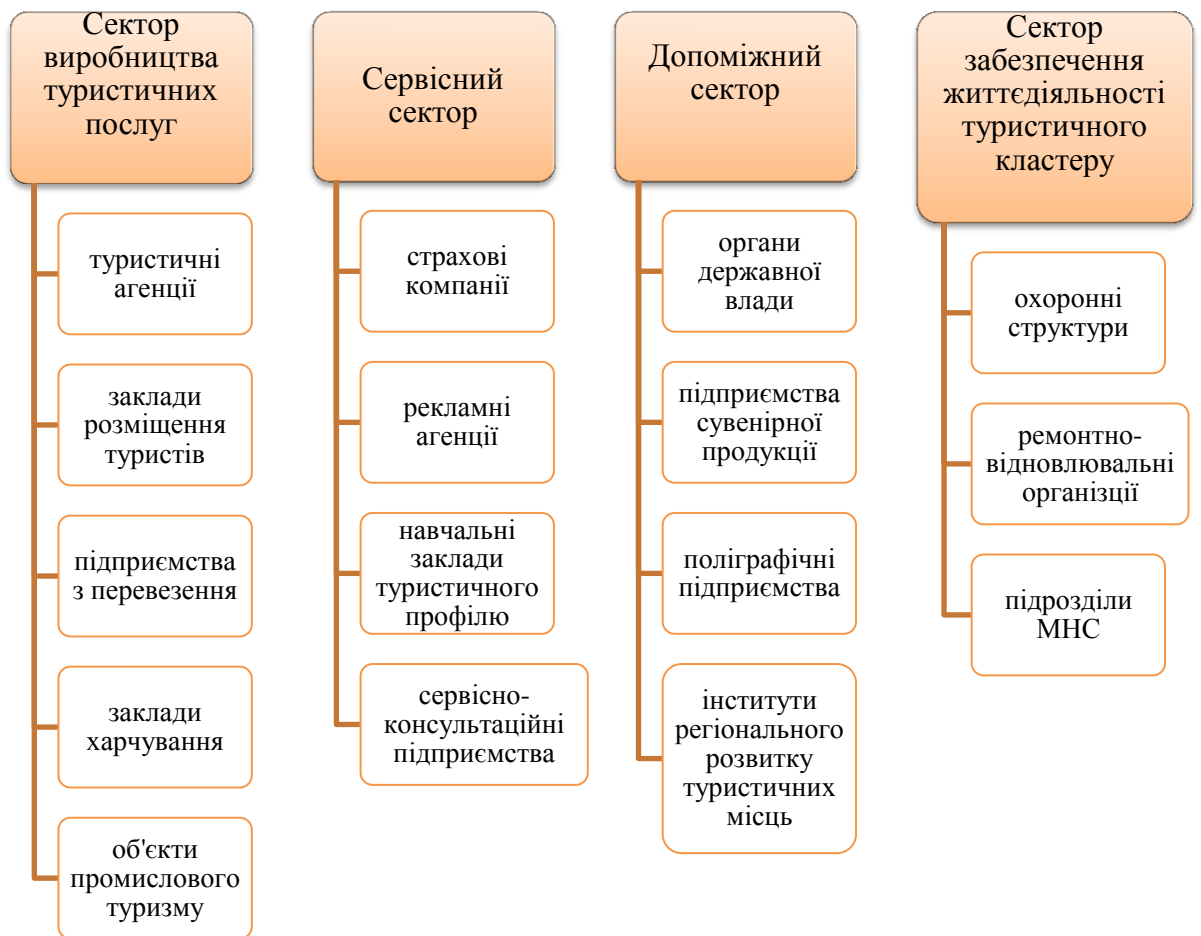 Сектор
виробництва
туристичних
послуг
туристичні
агенції
заклади
розміщення
туристів
підприємства
з перевезення
заклади
харчування
об'єкти
промислового
туризму
Сервісний
сектор
страхові
компанії
рекламні
агенції
навчальні
заклади
туристичного
профілю
сервісно-
консультаційні
підприємства
Допоміжний
сектор
органи
державної
влади
підприємства
сувенірної
продукції
поліграфічні
підприємства
інститути
регіонального
розвитку
туристичних
місць
Сектор
забезпечення
життєдіяльності
туристичного
кластеру
охоронні
структури
ремонтно-
відновлювальні
організції
підрозділи
МНС